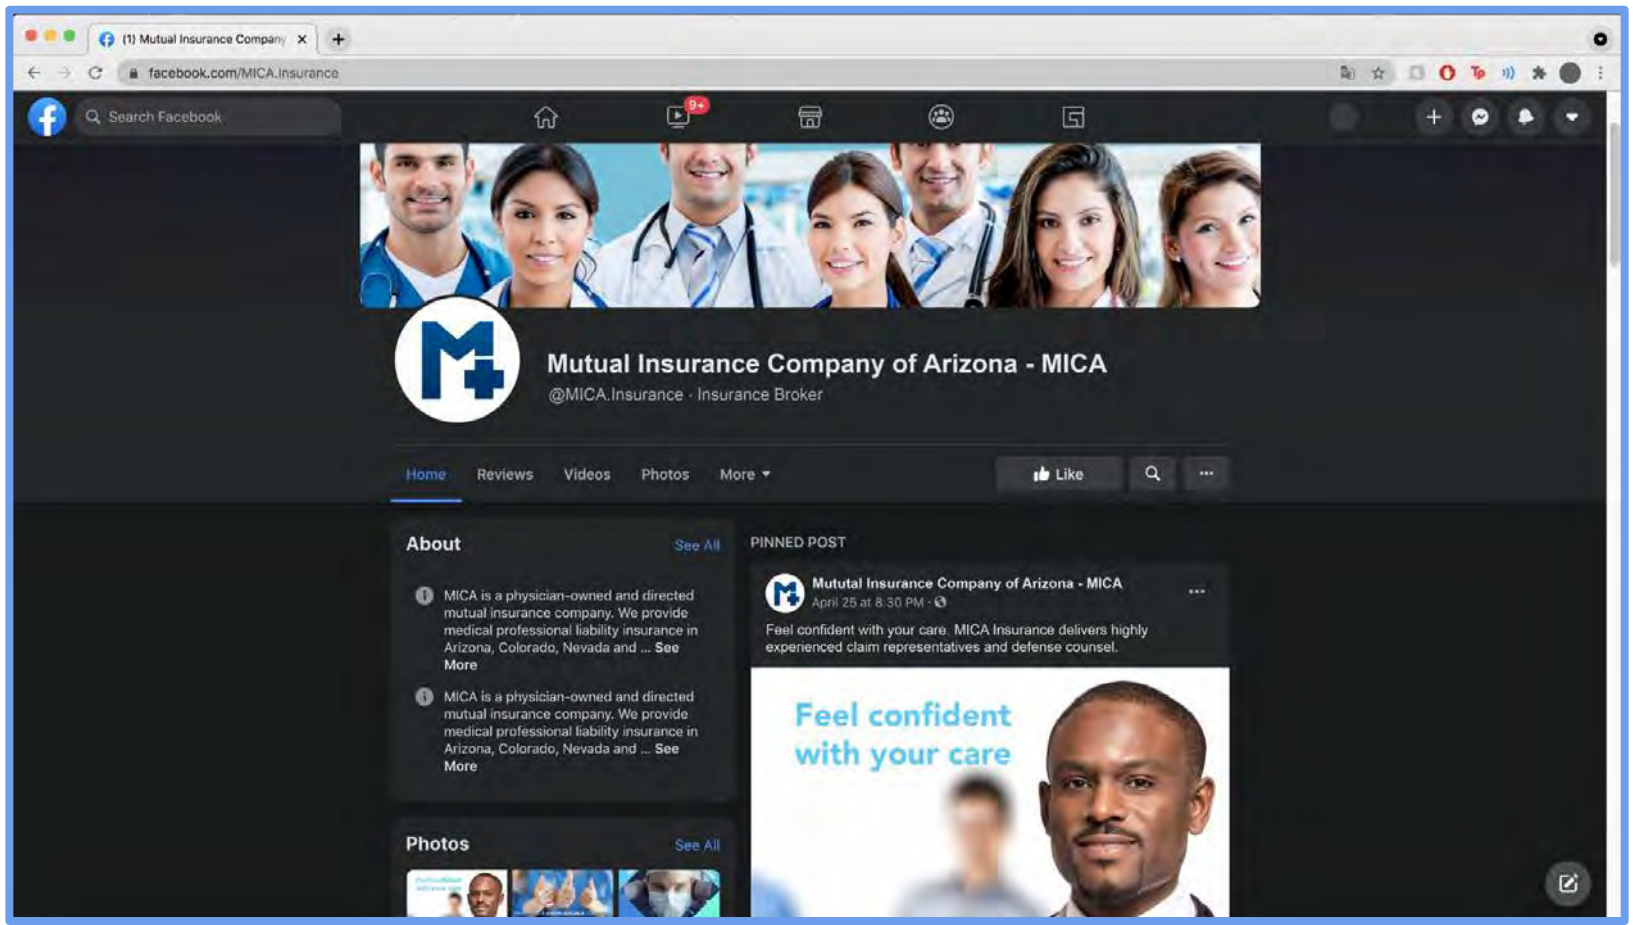 (1) Mutual Insurance Company
facebook.com/MICA.Insurance
Search Facebook
9+
Mutual Insurance Company of Arizona - MICA
@MICA.Insurance · Insurance Broker
Home Reviews Videos Photos More Like
About See All
MICA is a physician-owned and directed
mutual insurance company. We provide
medical professional liability insurance in
Arizona, Colorado, Nevada and ... See
More
MICA is a physician-owned and directed
mutual insurance company. We provide
medical professional liability insurance in
Arizona, Colorado, Nevada and ... See
More
Photos See All
PINNED POST
Mututal Insurance Company of Arizona - MICA
April 25 at 8:30 PM ·
Feel confident with your care. MICA Insurance delivers highly
experienced claim representatives and defense counsel.
Feel confident
with your care